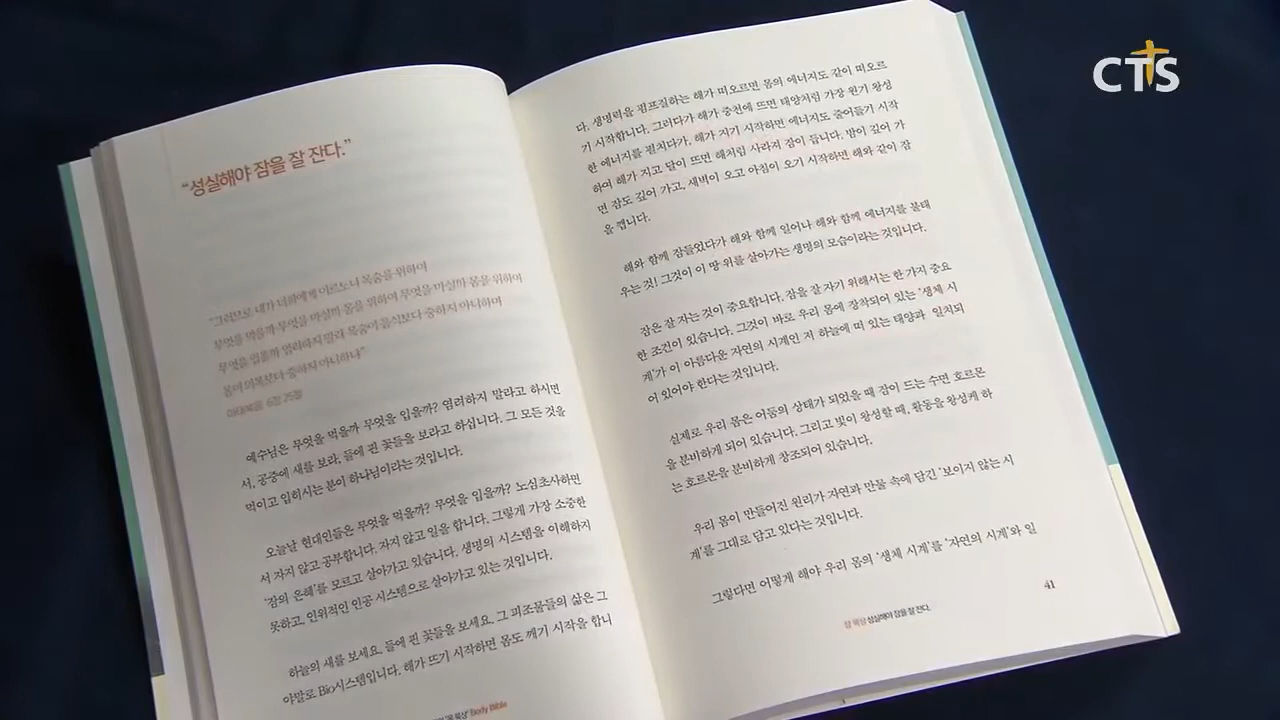 CTS
“성실해야 잠을 잘 잔다.”
“그러므로 내가 너희에게 이르노니 목숨을 위하여
무엇을 먹을까 무엇을 마실까 몸을 위하여 무엇을 마실까 몸을 위하여
무엇을 입을까 염려하지 말라 목숨이 음식보다 중하지 아니하며
몸이 의복보다 중하지 아니하냐”
마태복음 6장 25절
예수님은 무엇을 먹을까 무엇을 입을까? 염려하지 말라고 하시면
서, 공중에 새를 보라, 들에 핀 꽃들을 보라고 하십니다. 그 모든 것을
먹이고 입히시는 분이 하나님이라는 것입니다.
오늘날 현대인들은 무엇을 먹을까? 무엇을 입을까? 노심초사하면
서 자지 않고 공부합니다. 자지 않고 일을 합니다. 그렇게 가장 소중한
‘잠의 은혜’를 모르고 살아가고 있습니다. 생명의 시스템을 이해하지
못하고, 인위적인 인공 시스템으로 살아가고 있는 것입니다.
하늘의 새를 보세요. 들에 핀 꽃들을 보세요. 그 피조물들의 삶은 그
야말로 Bio시스템입니다. 해가 뜨기 시작하면 몸도 깨기 시작을 합니
묵상” Body Bible
다. 생명력을 펌프질하는 해가 떠오르면 몸의 에너지도 같이 떠오르
기 시작합니다. 그러다가 해가 중천에 뜨면 태양처럼 가장 원기 왕성
한 에너지를 펼치다가, 해가 지기 시작하면 에너지도 줄어들기 시작
하여 해가 지고 달이 뜨면 해처럼 사라져 잠이 듭니다. 밤이 깊어 가
면 잠도 깊어 가고, 새벽이 오고 아침이 오기 시작하면 해와 같이 잠
을 깹니다.
해와 함께 잠들었다가 해와 함께 일어나 해와 함께 에너지를 불태
우는 것! 그것이 이 땅 위를 살아가는 생명의 모습이라는 것입니다.
잠은 잘 자는 것이 중요합니다. 잠을 잘 자기 위해서는 한 가지 중요
한 조건이 있습니다. 그것이 바로 우리 몸에 장착되어 있는 ‘생체 시
계’가 이 아름다운 자연의 시계인 저 하늘에 떠 있는 태양과 일치되
어 있어야 한다는 것입니다.
실제로 우리 몸은 어둠의 상태가 되었을 때 잠이 드는 수면 호르몬
을 분비하게 되어 있습니다. 그리고 빛이 왕성할 때, 활동을 왕성케 하
는 호르몬을 분비하게 창조되어 있습니다.
우리 몸이 만들어진 원리가 자연과 만물 속에 담긴 ‘보이지 않는 시
계’를 그대로 담고 있다는 것입니다.
그렇다면 어떻게 해야 우리 몸의 ‘생체 시계’를 ‘자연의 시계’와 일
잠 묵상 성실해야 잠을 잘 잔다.
41